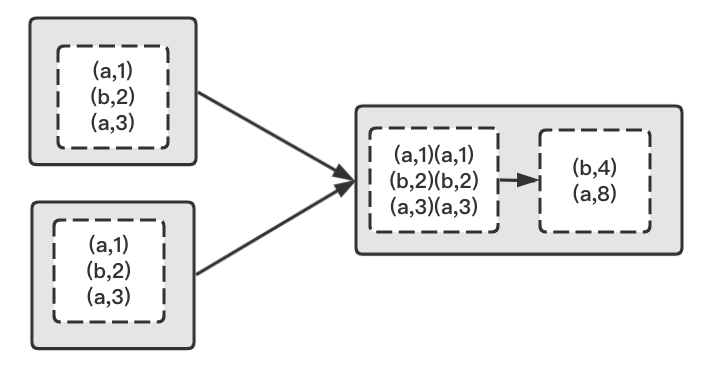 (a,1)
(b,2)
(a,3)
(a,1)
(b,2)
(a,3)
(a,1)(a,1)
(b,2)(b,2)
(a,3)(a,3)
(b,4)
(a,8)